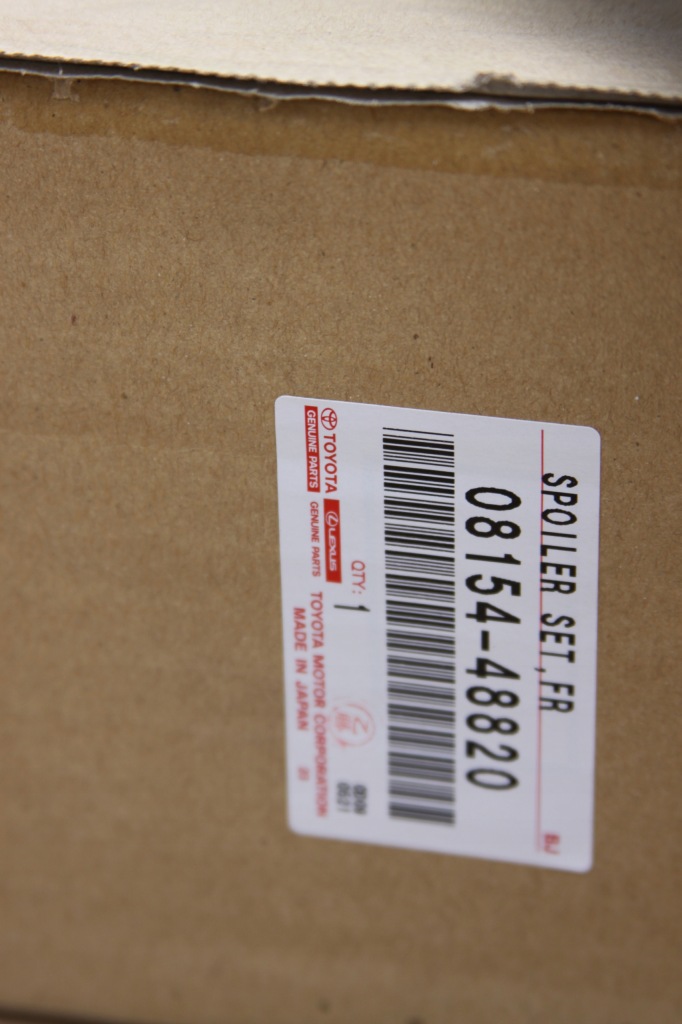 SPOILER SET,FR
08154-48820
QTY: 1
TOYOTA
GENUINE PARTS
LEXUS
GENUINE PARTS
TOYOTA MOTOR CORPORATION
MADE IN JAPAN